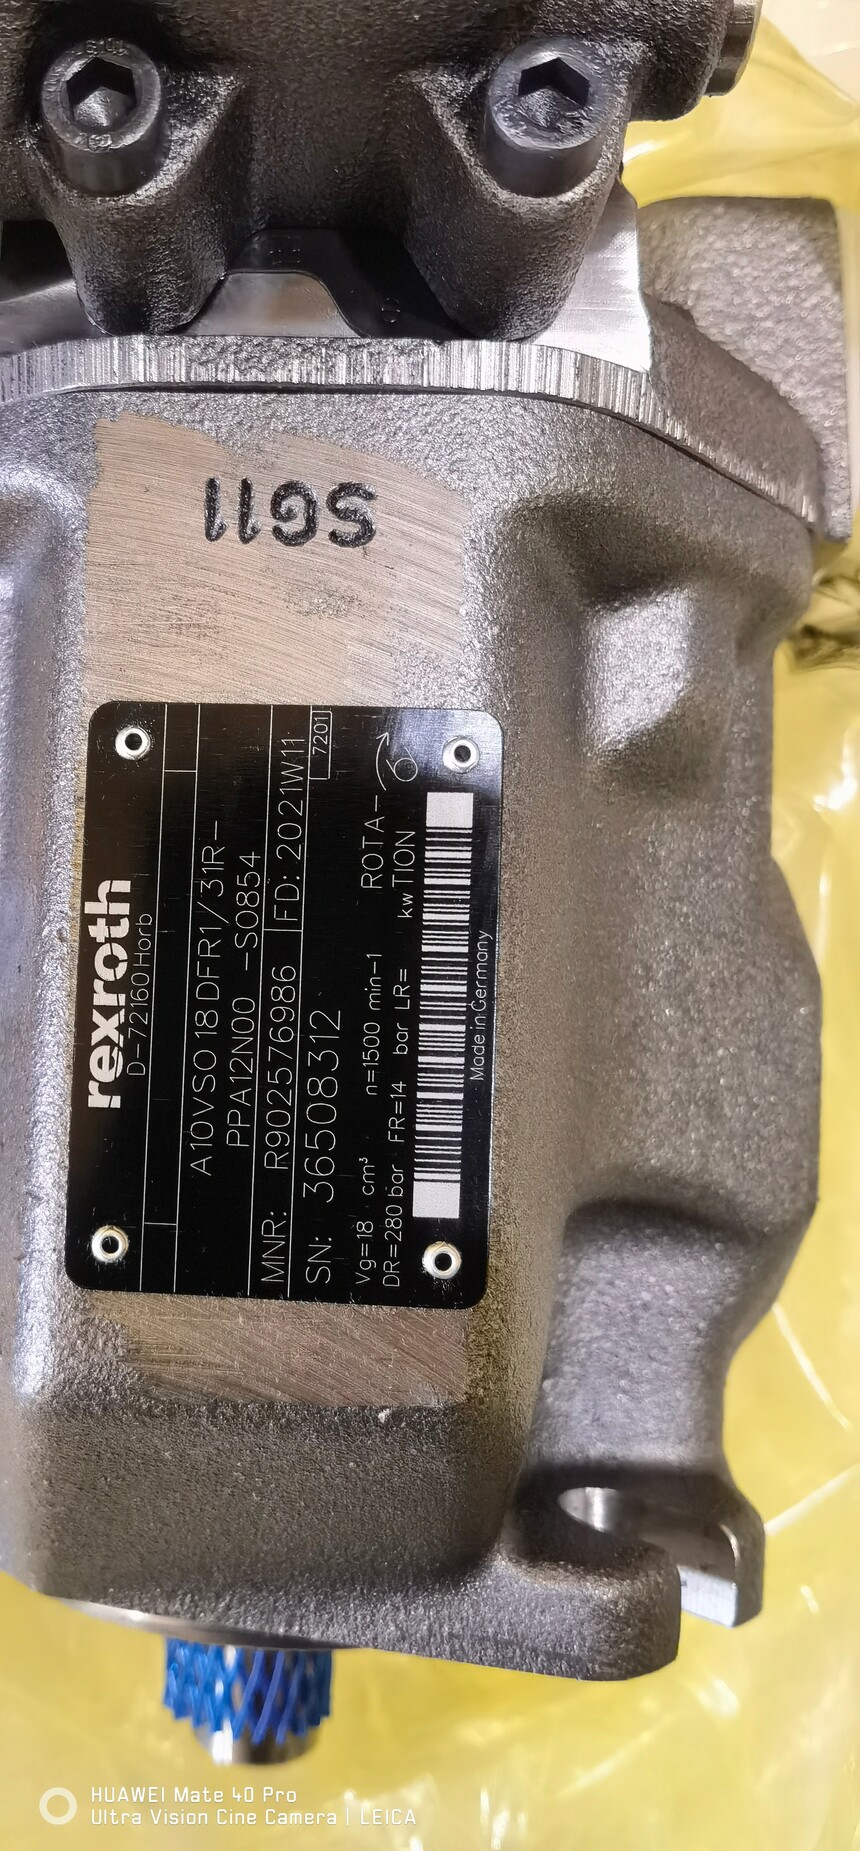 SG11
rexroth
D-72160 Horb
A10VSO 18 DFR1/31R-
PPA12N00 -S0854
MNR: R902576986 FD: 2021W11
SN: 36508312 7201
Vg=18 cm³ n=1500 min-1 ROTA-
DR=280 bar FR=14 bar LR= kw TION
Made in Germany
HUAWEI Mate 40 Pro
Ultra Vision Cine Camera | LEICA